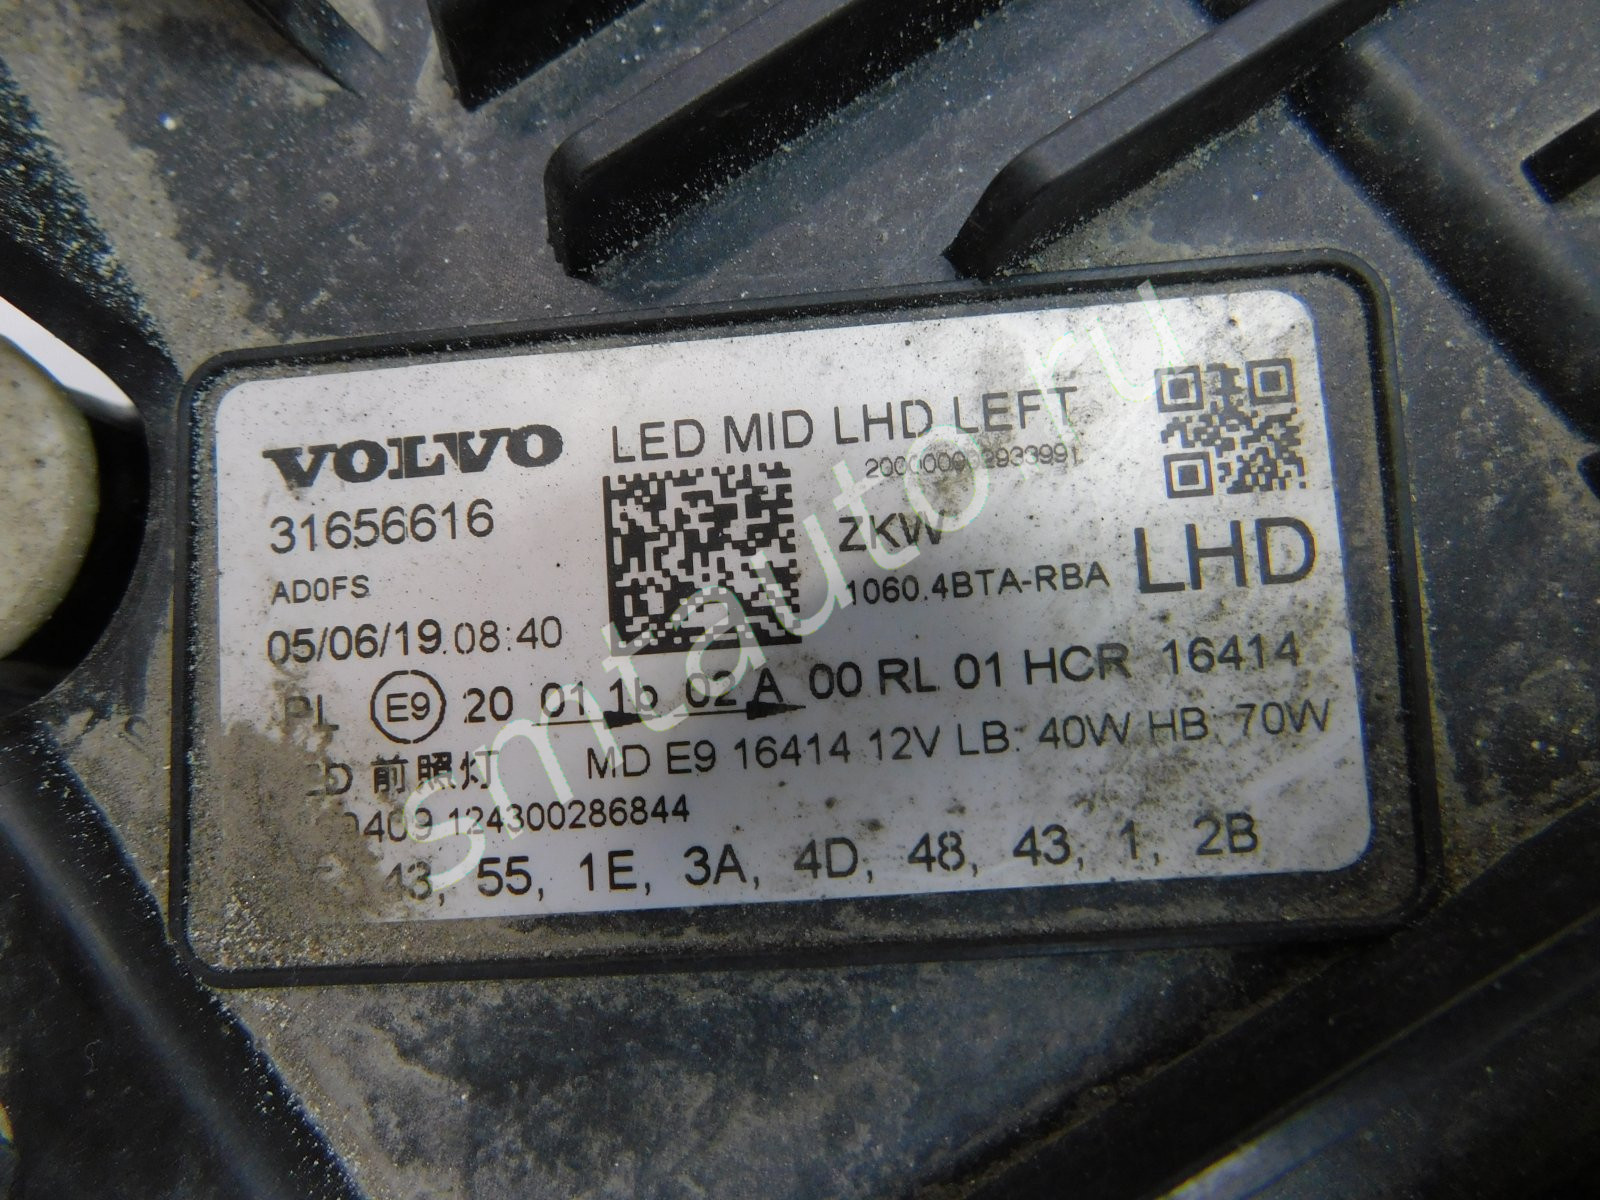 VOLVO LED MID LHD LEFT
31656616 ZKW LHD
AD0FS 1060.4BTA-RBA
05/06/19 08:40
PL E9 20 01 1b 02 A 00 RL 01 HCR 16414
前照灯 MD E9 16414 12V LB: 40W HB: 70W
124300286844
43, 55, 1E, 3A, 4D, 48, 43, 1, 2B
smtauto.ru